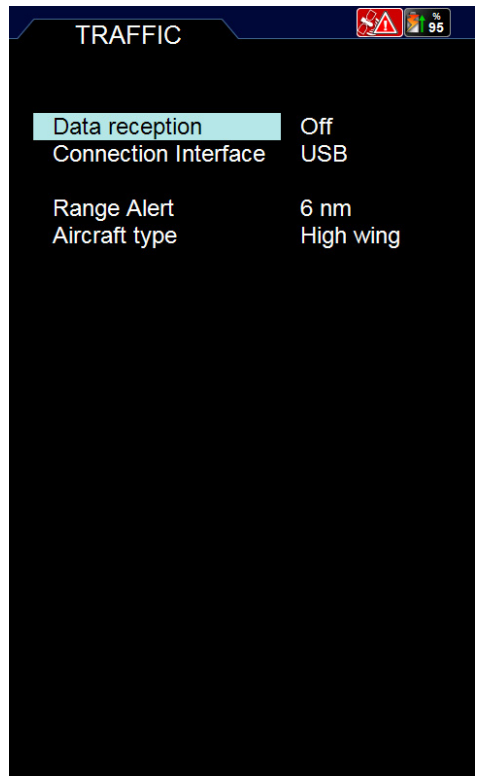 TRAFFIC
%
95
Data reception Off
Connection Interface USB
Range Alert 6 nm
Aircraft type High wing